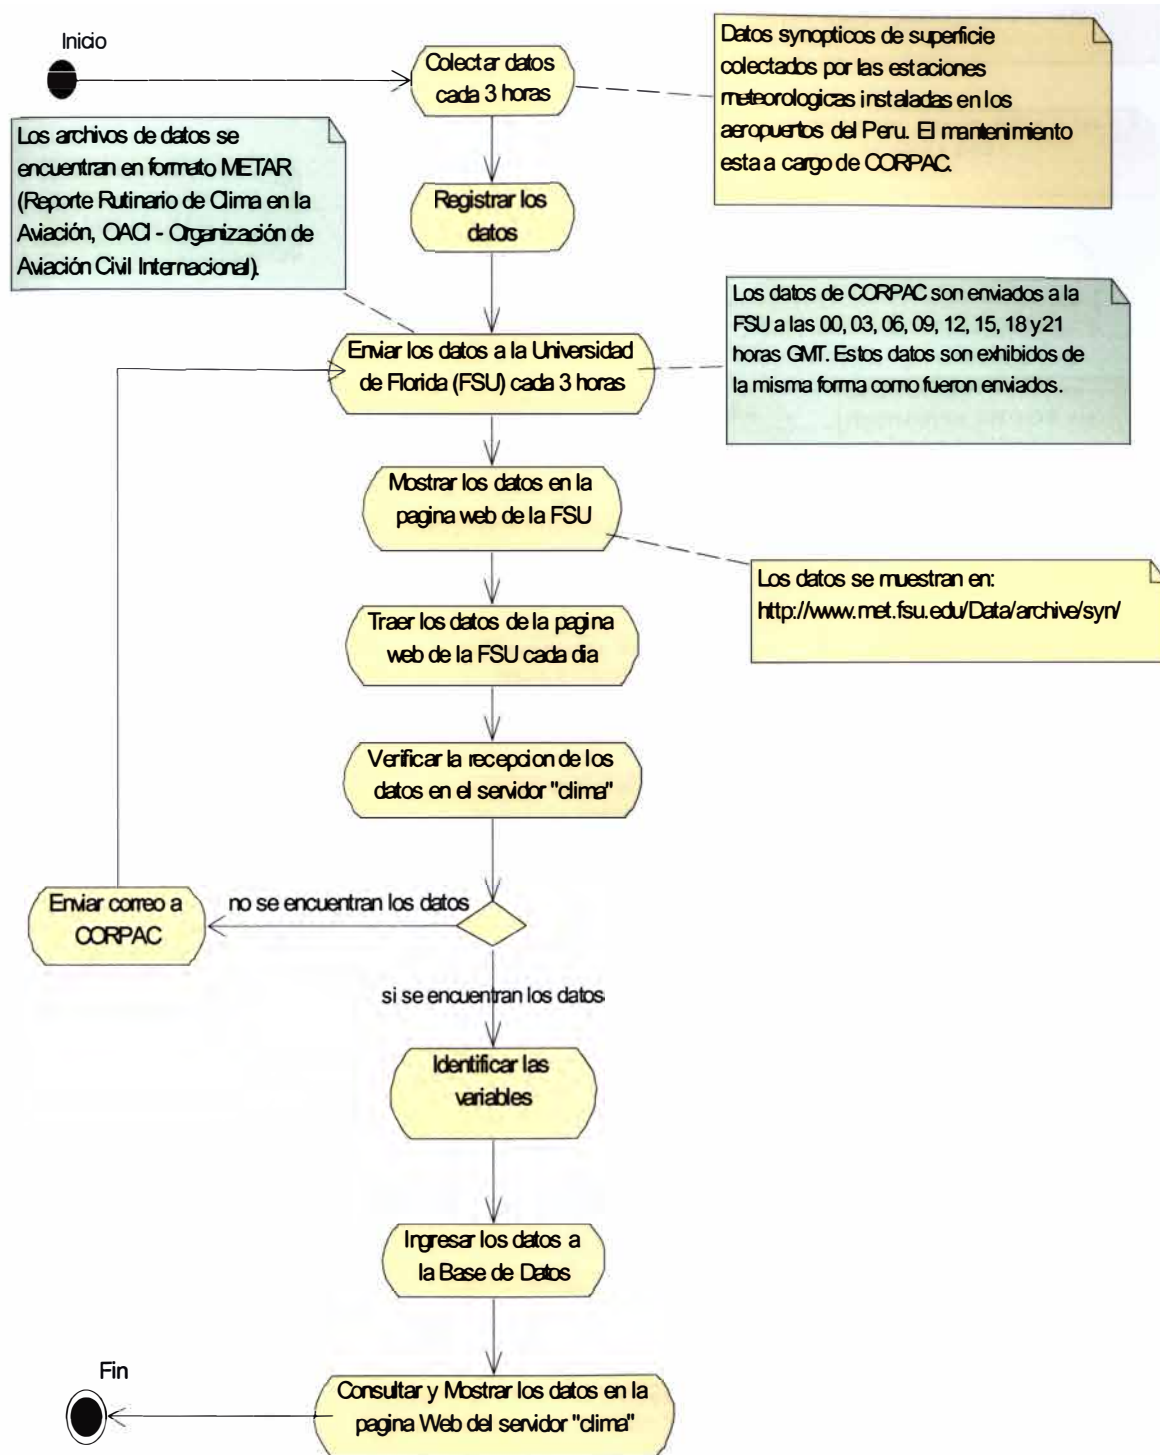 Inicio
Colectar datos
cada 3 horas
Datos synopticos de superficie
colectados por las estaciones
meteorologicas instaladas en los
aeropuertos del Peru. El mantenimiento
esta a cargo de CORPAC.
Los archivos de datos se
encuentran en formato METAR
(Reporte Rutinario de Clima en la
Aviación, OACI - Organización de
Aviación Civil Internacional).
Registrar los
datos
Los datos de CORPAC son enviados a la
FSU a las 00, 03, 06, 09, 12, 15, 18 y 21
horas GMT. Estos datos son exhibidos de
la misma forma como fueron enviados.
Enviar los datos a la Universidad
de Florida (FSU) cada 3 horas
Mostrar los datos en la
pagina web de la FSU
Los datos se muestran en:
http://www.met.fsu.edu/Data/archive/syn/
Traer los datos de la pagina
web de la FSU cada dia
Verificar la recepcion de los
datos en el servidor "clima"
Enviar correo a
CORPAC
no se encuentran los datos
si se encuentran los datos
Identificar las
variables
Ingresar los datos a
la Base de Datos
Fin
Consultar y Mostrar los datos en la
pagina Web del servidor "clima"